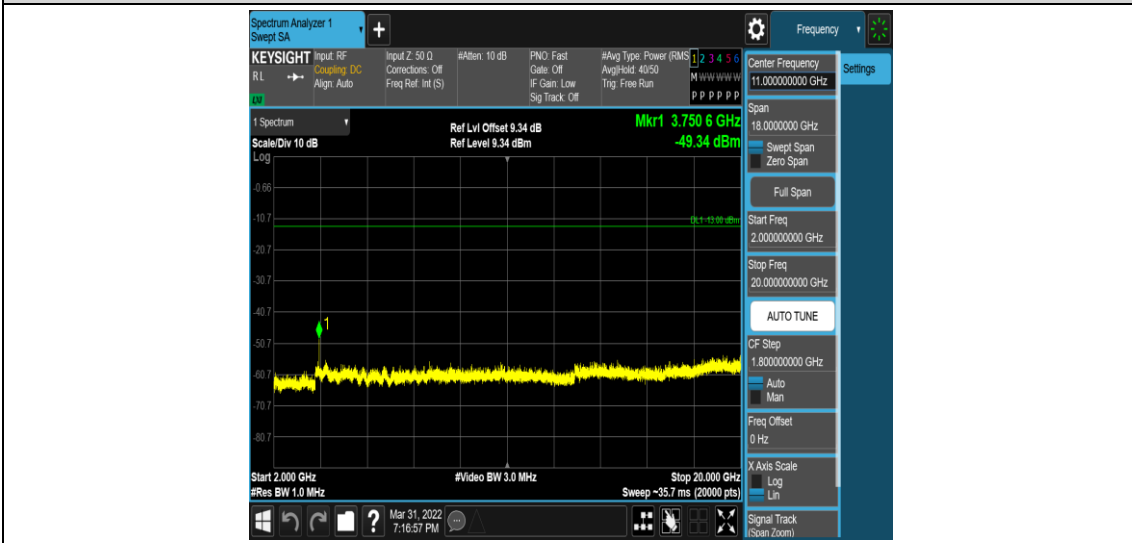 Spectrum Analyzer 1
Swept SA
+
Frequency
KEYSIGHT
RL
LXI
Input: RF
Coupling: DC
Align: Auto
Input Z: 50 Ω
Corrections: Off
Freq Ref: Int (S)
#Atten: 10 dB
PNO: Fast
Gate: Off
IF Gain: Low
Sig Track: Off
#Avg Type: Power (RMS
Avg|Hold: 40/50
Trig: Free Run
1 2 3 4 5 6
M W W W W W
P P P P P P
1 Spectrum
Scale/Div 10 dB
Log
Ref Lvl Offset 9.34 dB
Ref Level 9.34 dBm
Mkr1 3.750 6 GHz
-49.34 dBm
-0.66
-10.7
DL1 -13.00 dBm
-20.7
-30.7
-40.7
1
-50.7
-60.7
-70.7
-80.7
Start 2.000 GHz
#Res BW 1.0 MHz
#Video BW 3.0 MHz
Stop 20.000 GHz
Sweep ~35.7 ms (20000 pts)
Mar 31, 2022
7:16:57 PM
?
Center Frequency
11.000000000 GHz
Settings
Span
18.0000000 GHz
Swept Span
Zero Span
Full Span
Start Freq
2.000000000 GHz
Stop Freq
20.000000000 GHz
AUTO TUNE
CF Step
1.800000000 GHz
Auto
Man
Freq Offset
0 Hz
X Axis Scale
Log
Lin
Signal Track
(Span Zoom)